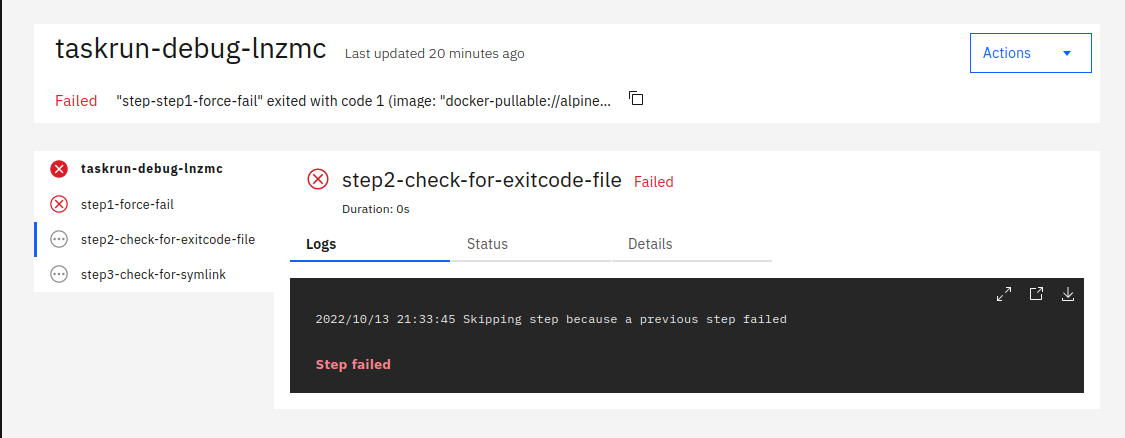 taskrun-debug-lnzmc Last updated 20 minutes ago
Actions
Failed "step-step1-force-fail" exited with code 1 (image: "docker-pullable://alpine...
taskrun-debug-lnzmc
step1-force-fail
step2-check-for-exitcode-file
step3-check-for-symlink
step2-check-for-exitcode-file Failed
Duration: 0s
Logs Status Details
2022/10/13 21:33:45 Skipping step because a previous step failed
Step failed